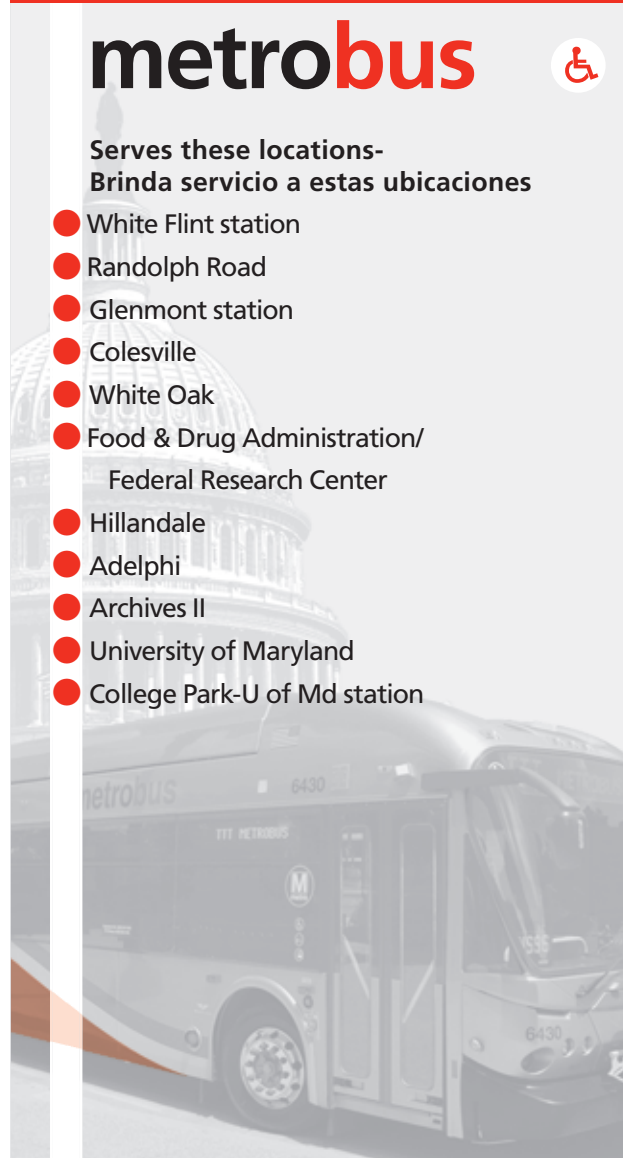 metrobus
Serves these locations-
Brinda servicio a estas ubicaciones
White Flint station
Randolph Road
Glenmont station
Colesville
White Oak
Food & Drug Administration/
Federal Research Center
Hillandale
Adelphi
Archives II
University of Maryland
College Park-U of Md station
metrobus
6430
TTT METROBUS
M
6430